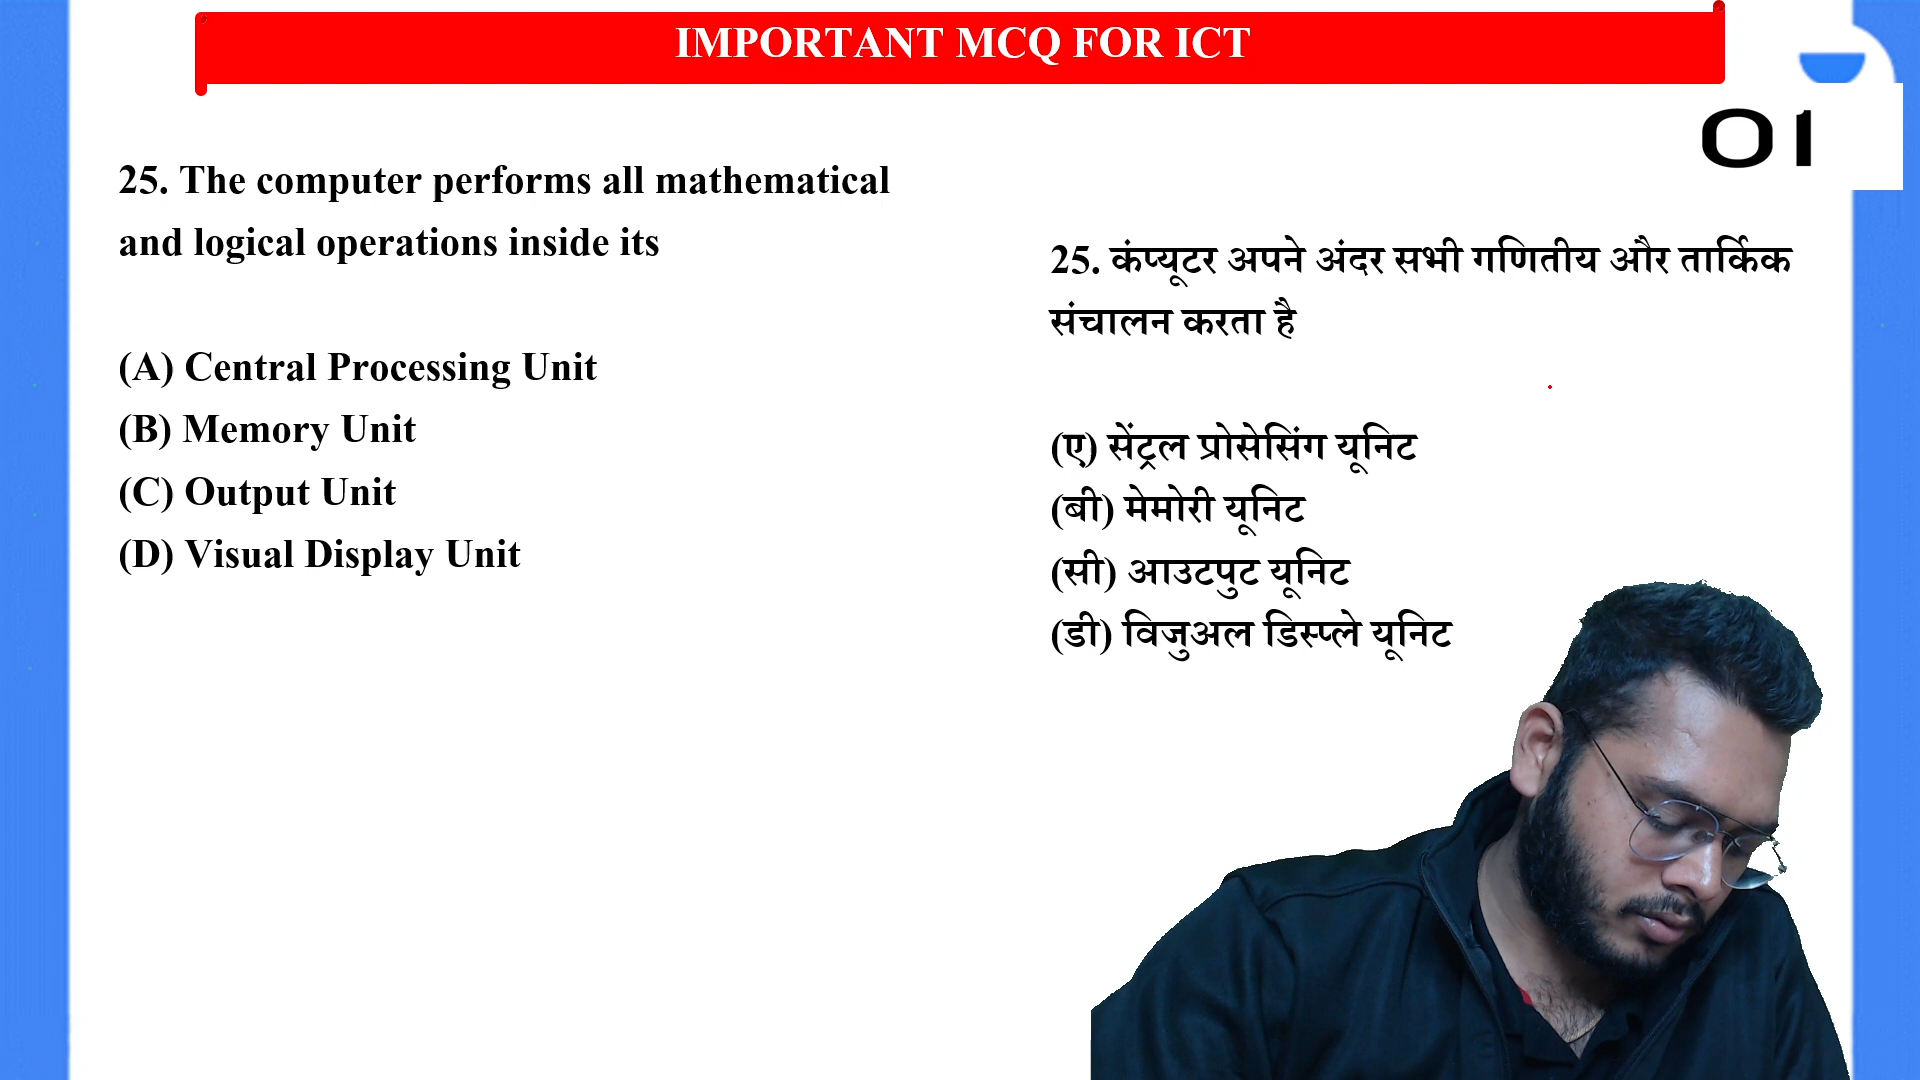 IMPORTANT MCQ FOR ICT
01
25. The computer performs all mathematical
and logical operations inside its
(A) Central Processing Unit
(B) Memory Unit
(C) Output Unit
(D) Visual Display Unit
25. कंप्यूटर अपने अंदर सभी गणितीय और तार्किक
संचालन करता है
(ए) सेंट्रल प्रोसेसिंग यूनिट
(बी) मेमोरी यूनिट
(सी) आउटपुट यूनिट
(डी) विजुअल डिस्प्ले यूनिट